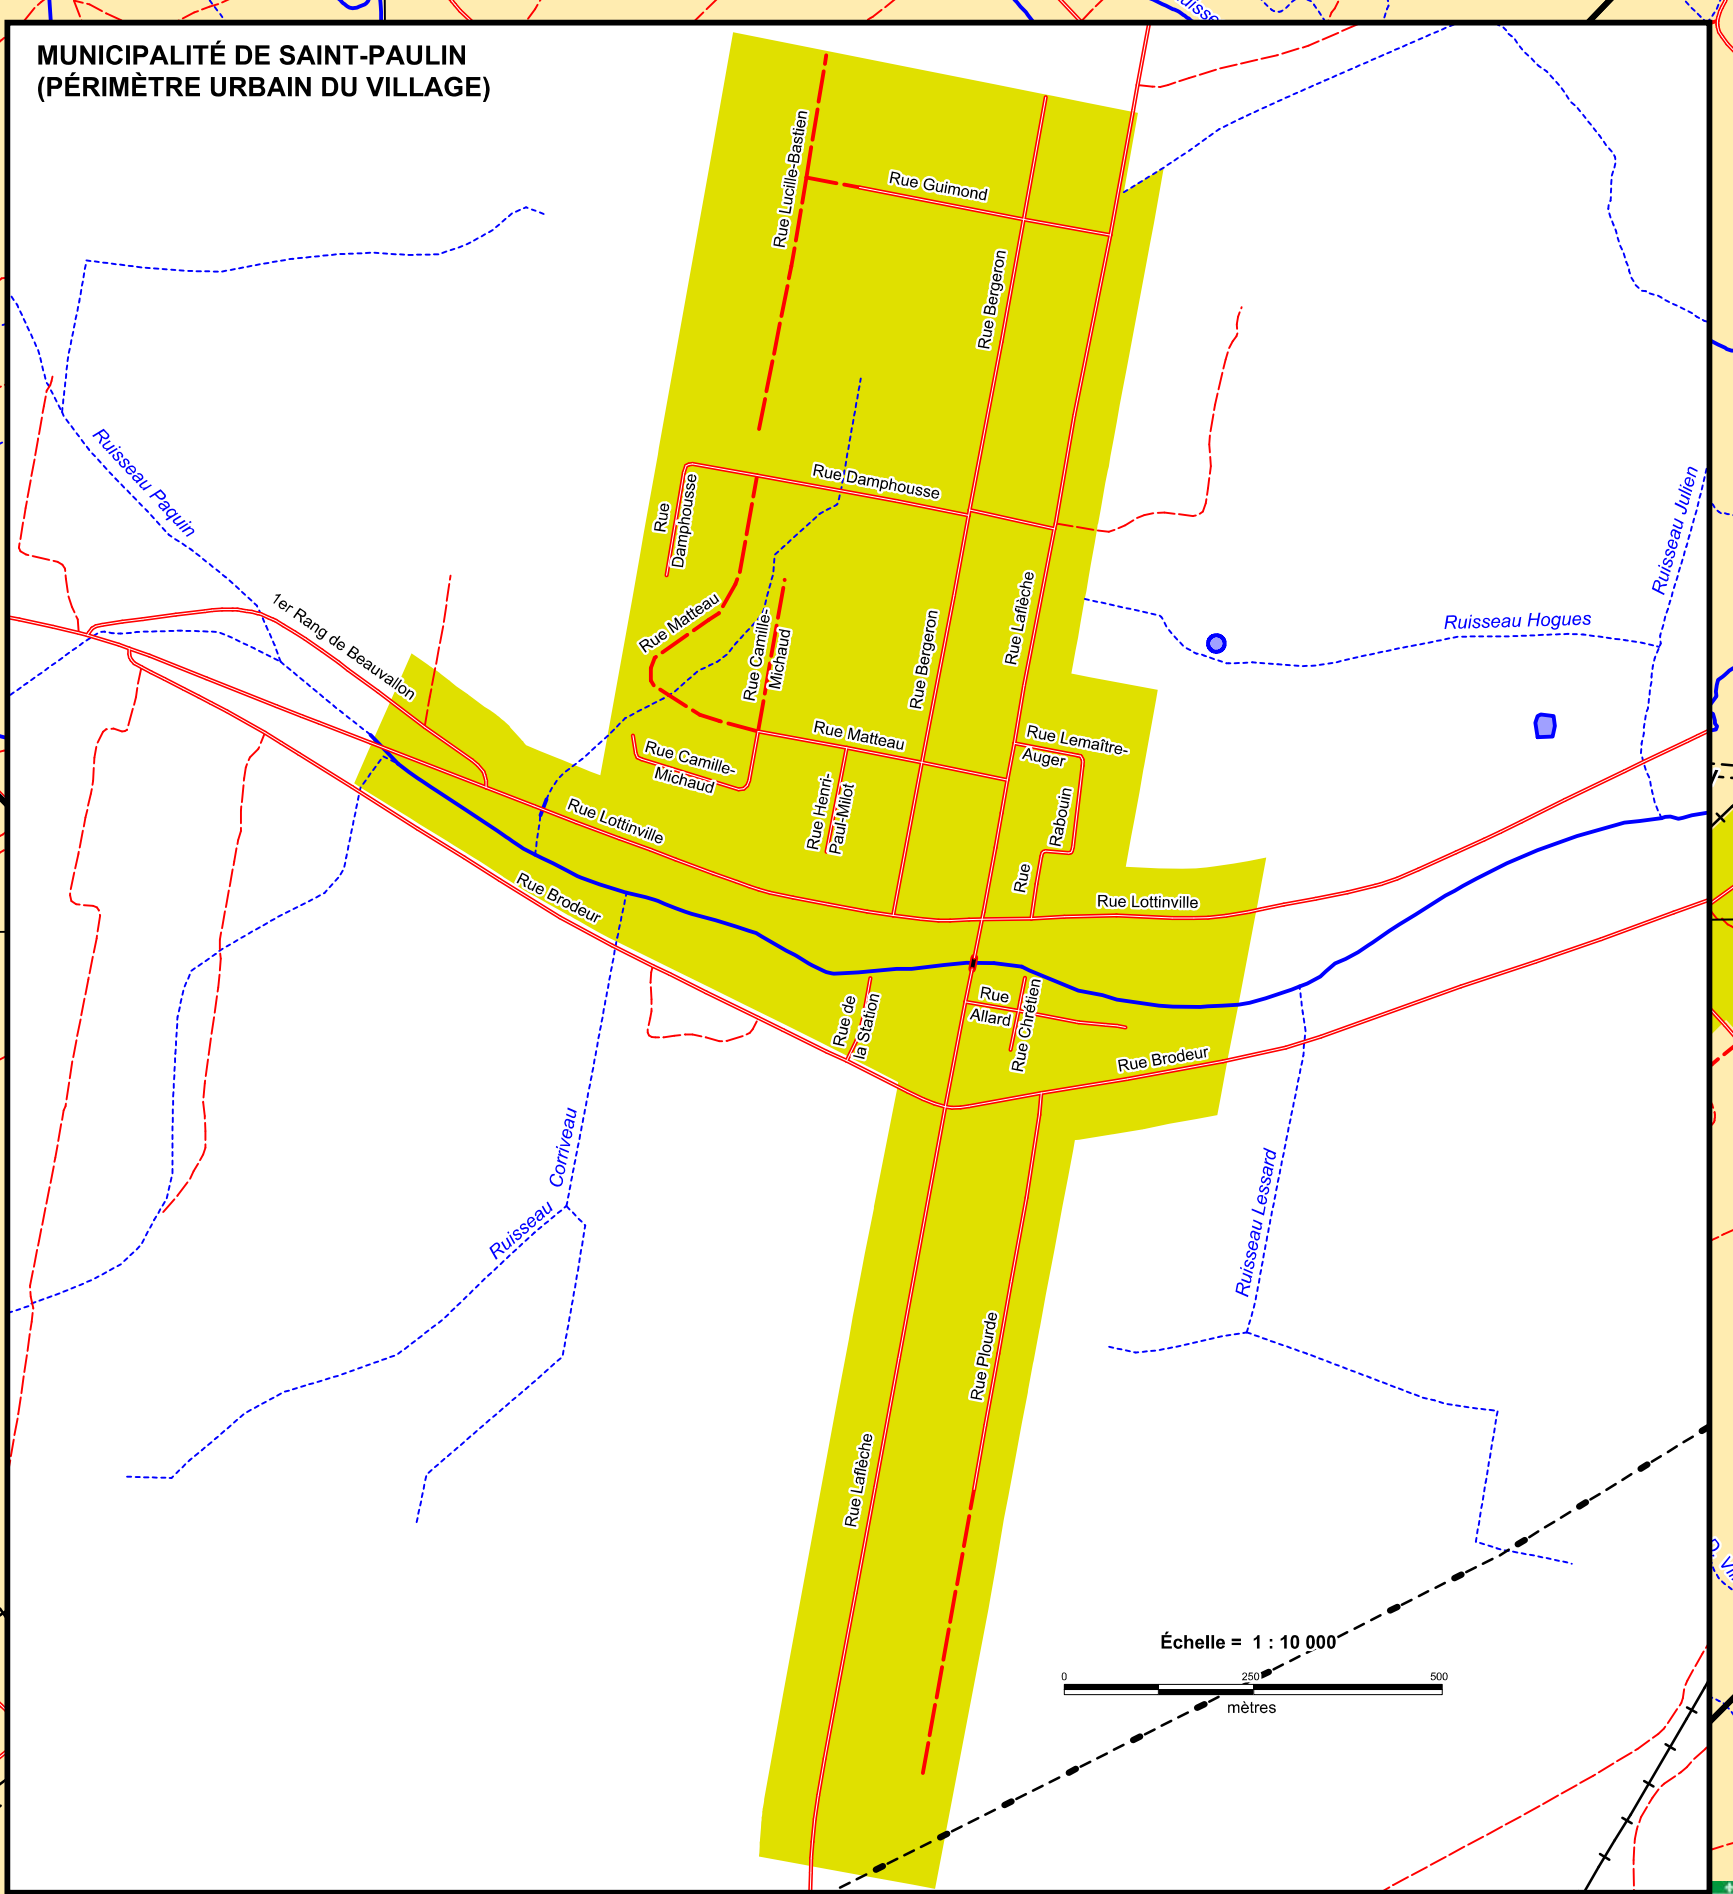 MUNICIPALITÉ DE SAINT-PAULIN
(PÉRIMÈTRE URBAIN DU VILLAGE)
Rue Lucille-Bastien
Rue Guimond
Rue Bergeron
Ruisseau Paquin
Rue Damphousse
Rue
Damphousse
Ruisseau Julien
1er Rang de Beauvallon
Rue Matteau
Rue Camille-
Michaud
Rue Bergeron
Rue Laflèche
Ruisseau Hogues
Rue Camille-
Michaud
Rue Matteau
Rue Lemaître-
Auger
Rue Henri-
Paul-Milot
Rue
Rabouin
Rue Lottinville
Rue Lottinville
Rue Brodeur
Rue de
la Station
Rue
Allard
Rue Chrétien
Rue Brodeur
Ruisseau
Corriveau
Ruisseau Lessard
Rue Plourde
Rue Laflèche
Échelle = 1 : 10 000
0 250 500
mètres